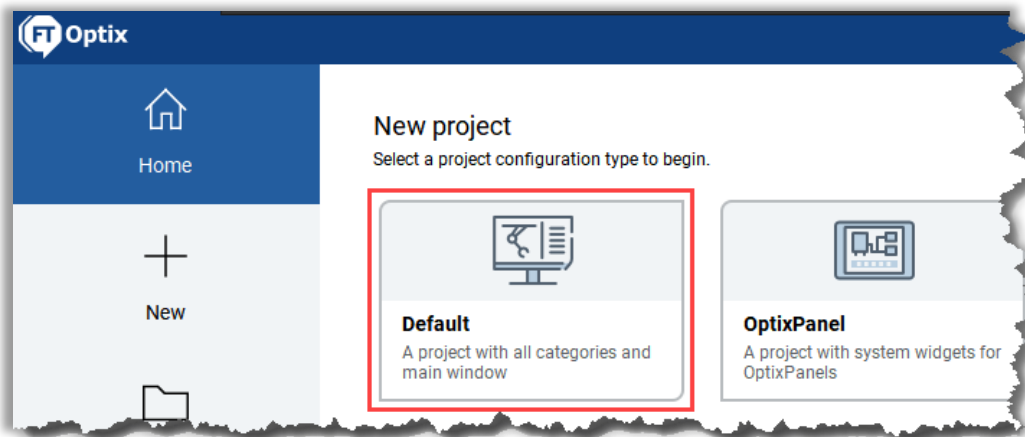 FT Optix
Home
New
New project
Select a project configuration type to begin.
Default
A project with all categories and
main window
OptixPanel
A project with system widgets for
OptixPanels